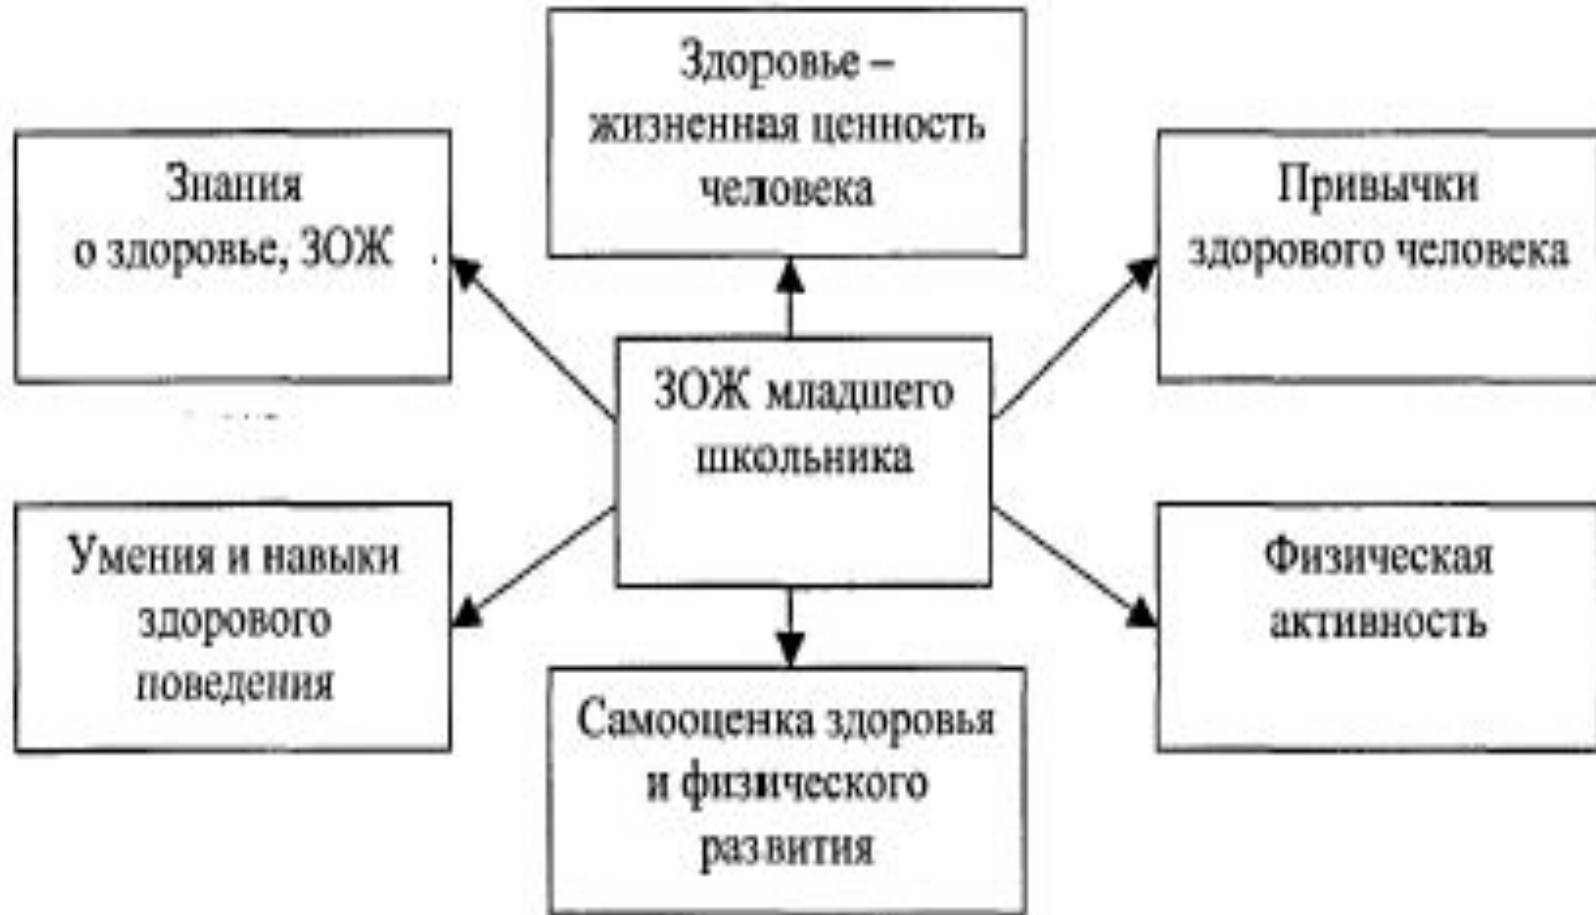 Здоровье –
жизненная ценность
человека
Знания
о здоровье, ЗОЖ
Привычки
здорового человека
ЗОЖ младшего
школьника
Умения и навыки
здорового
поведения
Физическая
активность
Самооценка здоровья
и физического
развития